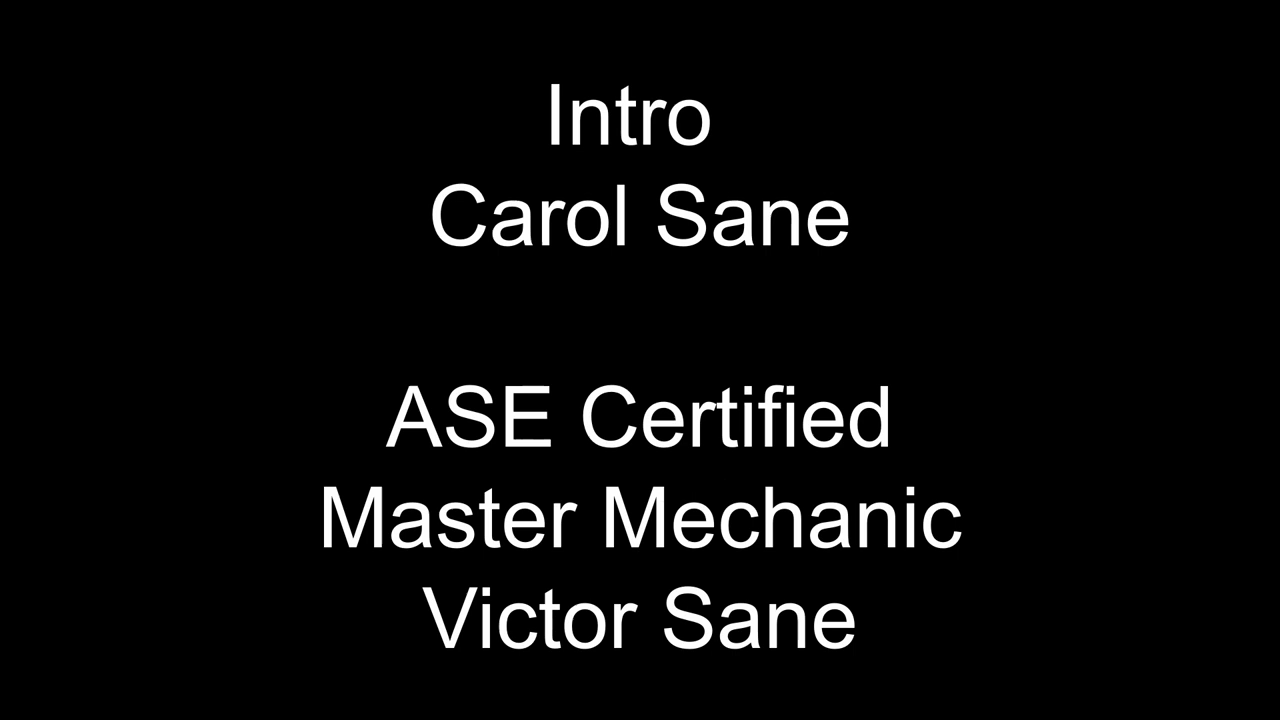 Intro
Carol Sane
ASE Certified
Master Mechanic
Victor Sane